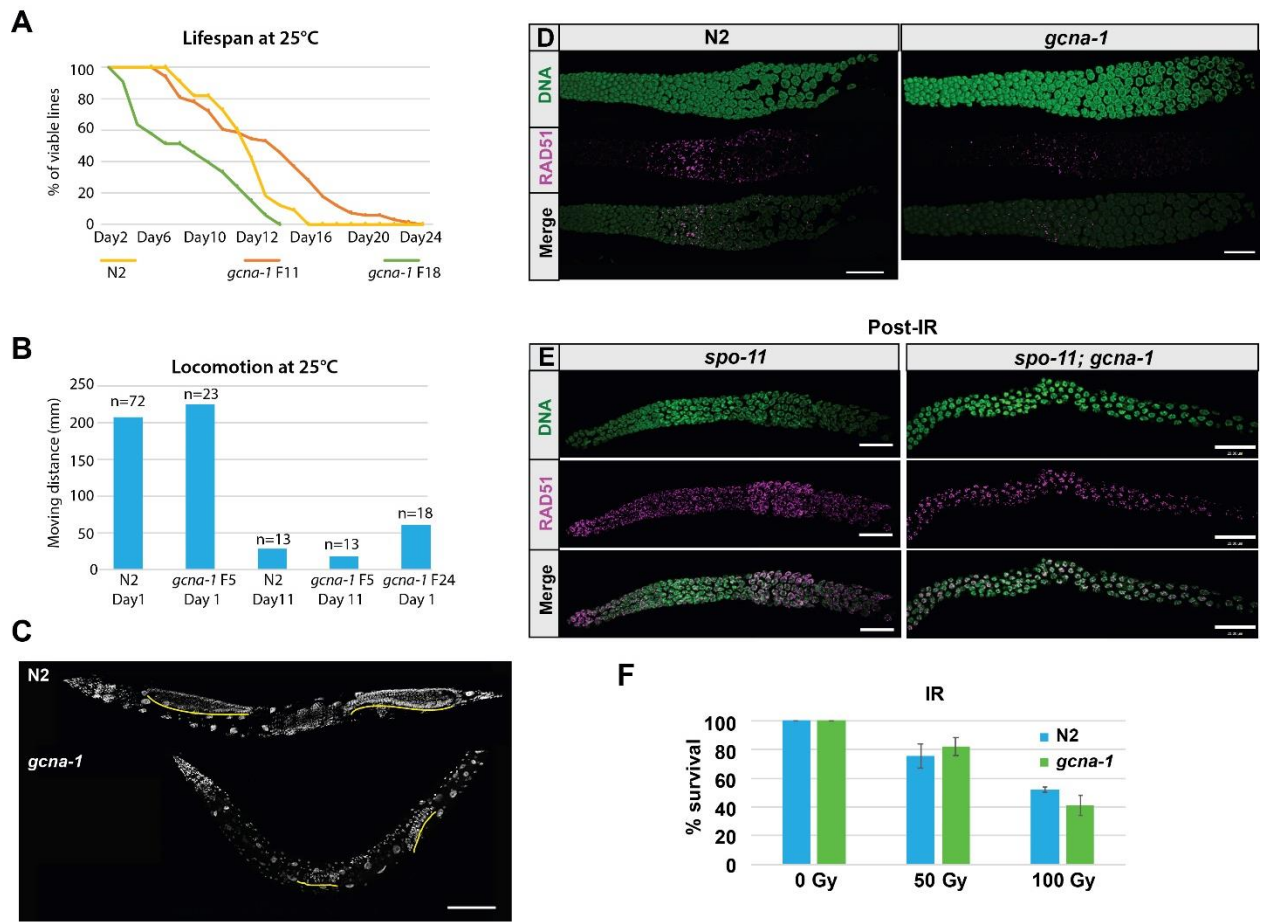 A
Lifespan at 25°C
% of viable lines
100
80
60
40
20
0
Day2 Day6 Day10 Day12 Day16 Day20 Day24
N2 gcna-1 F11 gcna-1 F18
B
Locomotion at 25°C
Moving distance (mm)
250
200
150
100
50
0
n=72 n=23 n=13 n=13 n=18
N2 gcna-1 F5 N2 gcna-1 F5 gcna-1 F24
Day1 Day 1 Day11 Day 11 Day 1
C
N2
gcna-1
D
N2 gcna-1
DNA
RAD51
Merge
Post-IR
E
spo-11 spo-11; gcna-1
DNA
RAD51
Merge
F
IR
% survival
100
80
60
40
20
0
N2
gcna-1
0 Gy 50 Gy 100 Gy